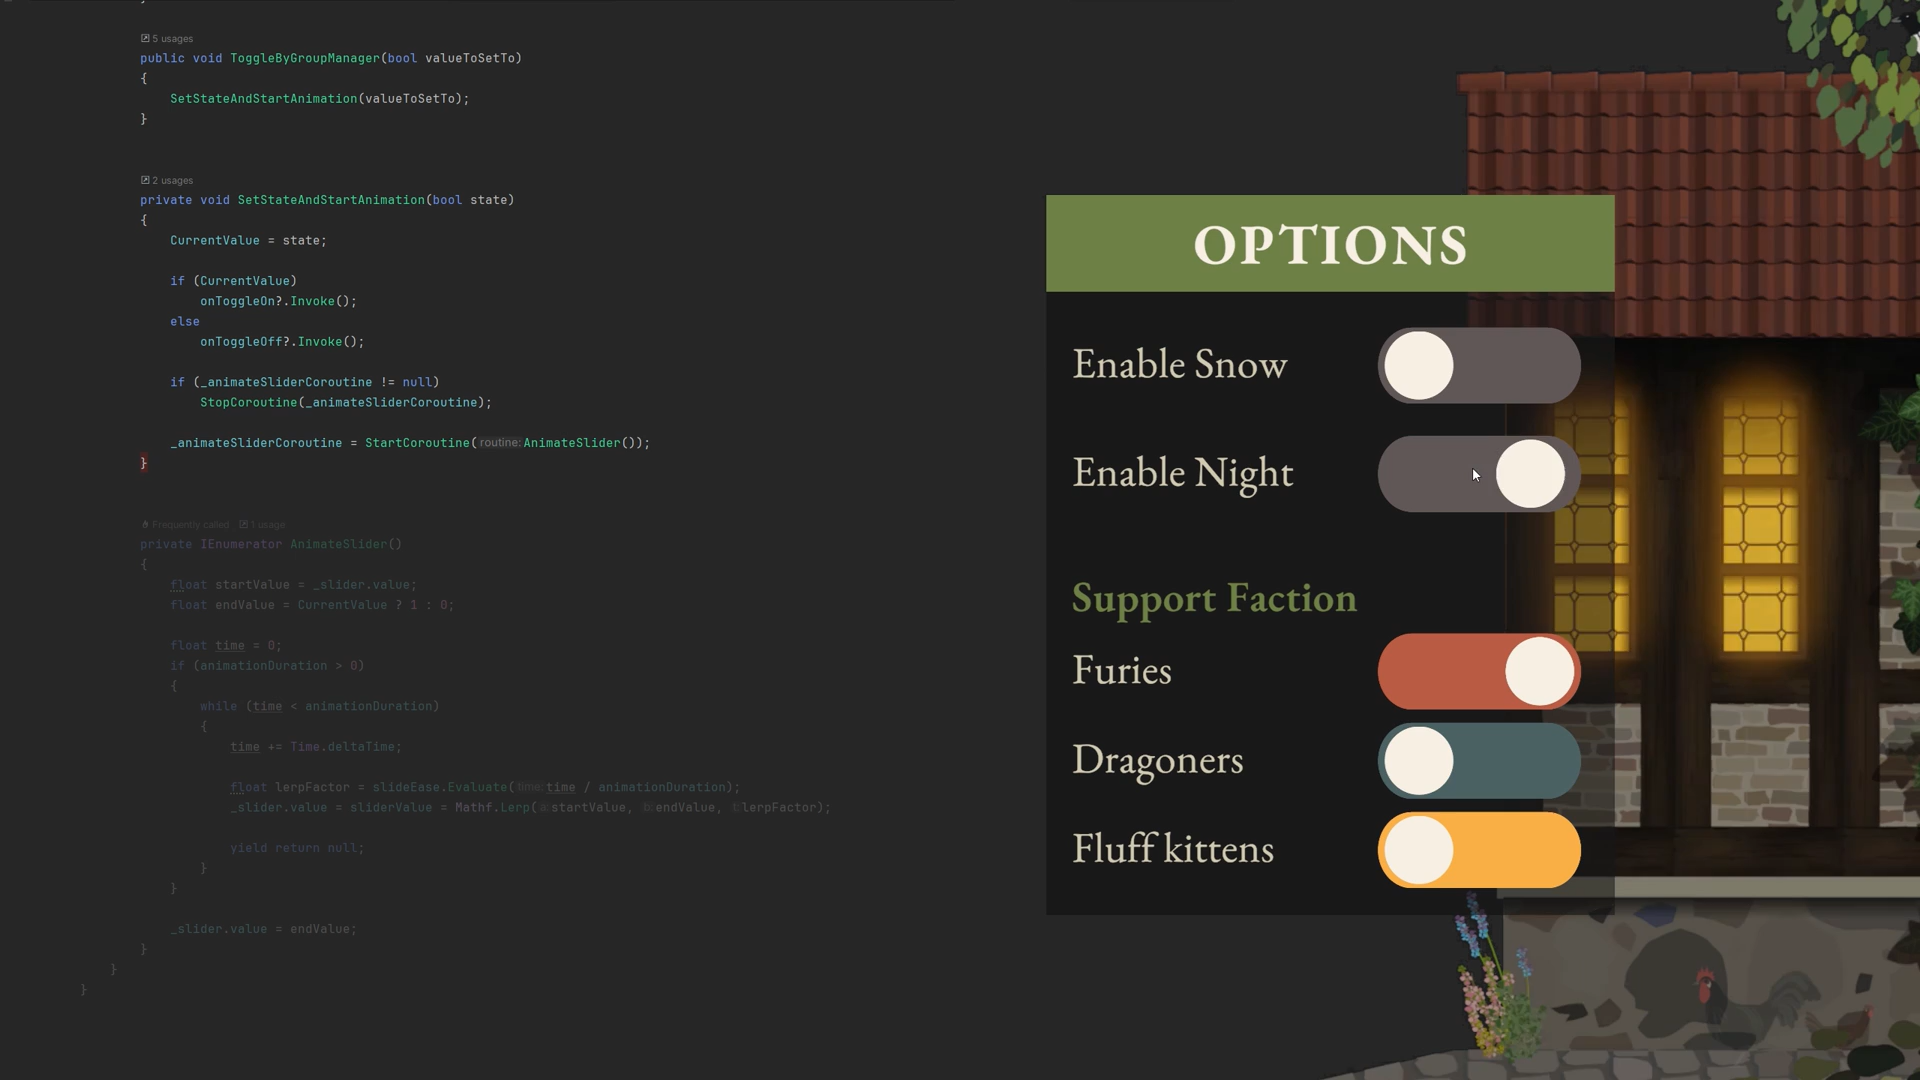 }
5 usages
public void ToggleByGroupManager(bool valueToSetTo)
{
SetStateAndStartAnimation(valueToSetTo);
}
2 usages
private void SetStateAndStartAnimation(bool state)
{
CurrentValue = state;
if (CurrentValue)
onToggleOn?.Invoke();
else
onToggleOff?.Invoke();
if (_animateSliderCoroutine != null)
StopCoroutine(_animateSliderCoroutine);
_animateSliderCoroutine = StartCoroutine(routine: AnimateSlider());
}
Frequently called 1 usage
private IEnumerator AnimateSlider()
{
float startValue = _slider.value;
float endValue = CurrentValue ? 1 : 0;
float time = 0;
if (animationDuration > 0)
{
while (time < animationDuration)
{
time += Time.deltaTime;
float lerpFactor = slideEase.Evaluate(time: time / animationDuration);
_slider.value = sliderValue = Mathf.Lerp(a: startValue, b: endValue, t: lerpFactor);
yield return null;
}
}
_slider.value = endValue;
}
}
}
OPTIONS
Enable Snow
Enable Night
Support Faction
Furies
Dragoners
Fluff kittens